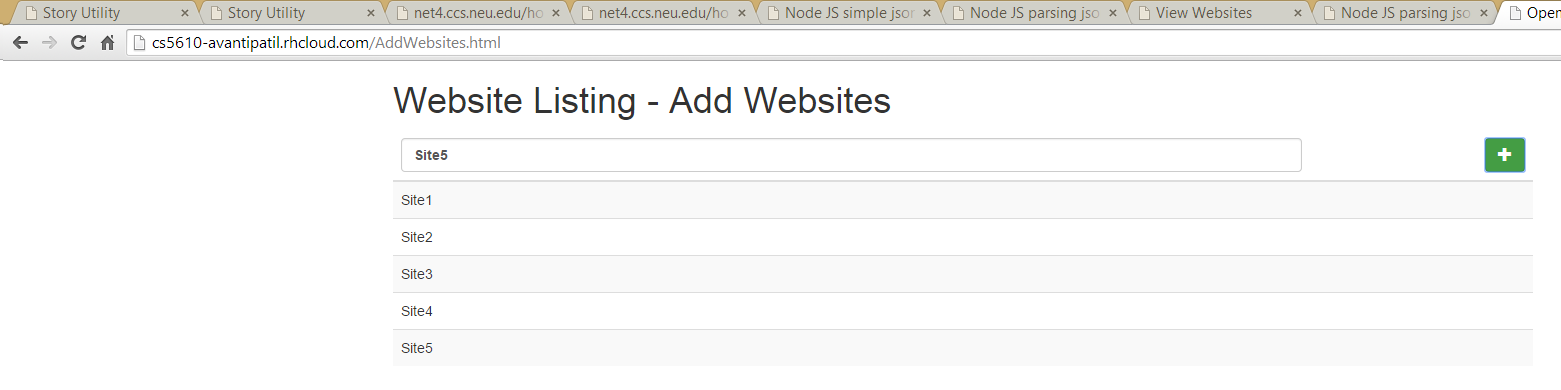 Story Utility
Story Utility
net4.ccs.neu.edu/ho
net4.ccs.neu.edu/ho
Node JS simple json
Node JS parsing jso
View Websites
Node JS parsing jso
Open
cs5610-avantipatil.rhcloud.com/AddWebsites.html
Website Listing - Add Websites
Site5
Site1
Site2
Site3
Site4
Site5